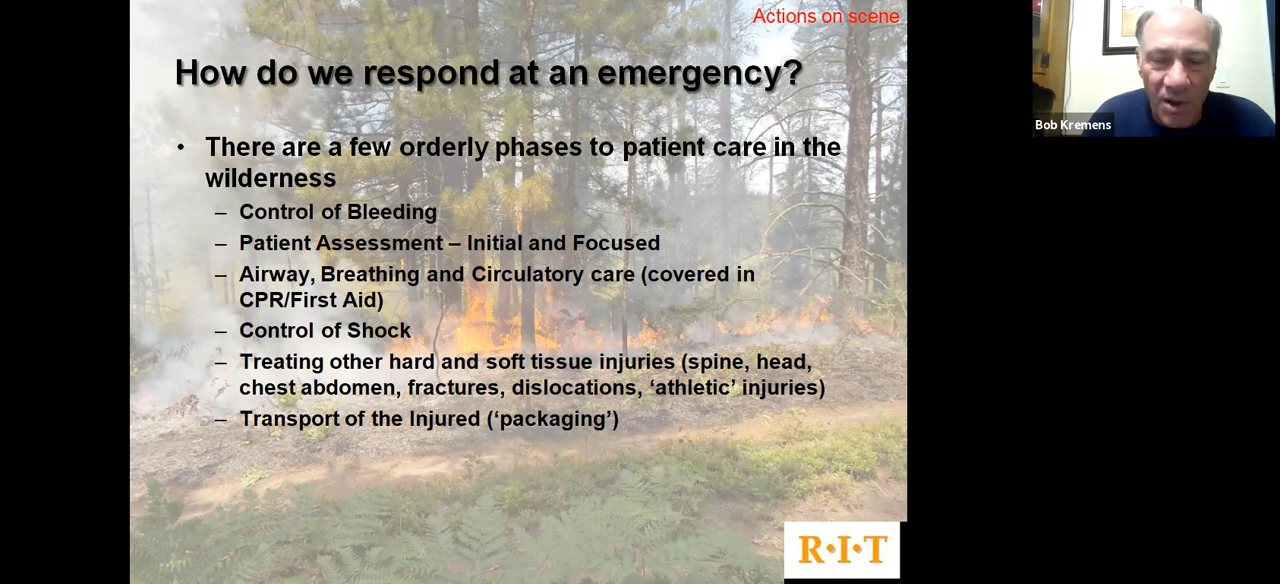 Actions on scene
How do we respond at an emergency?
• There are a few orderly phases to patient care in the
wilderness
– Control of Bleeding
– Patient Assessment – Initial and Focused
– Airway, Breathing and Circulatory care (covered in
CPR/First Aid)
– Control of Shock
– Treating other hard and soft tissue injuries (spine, head,
chest abdomen, fractures, dislocations, ‘athletic’ injuries)
– Transport of the Injured (‘packaging’)
R·I·T
Bob Kremens